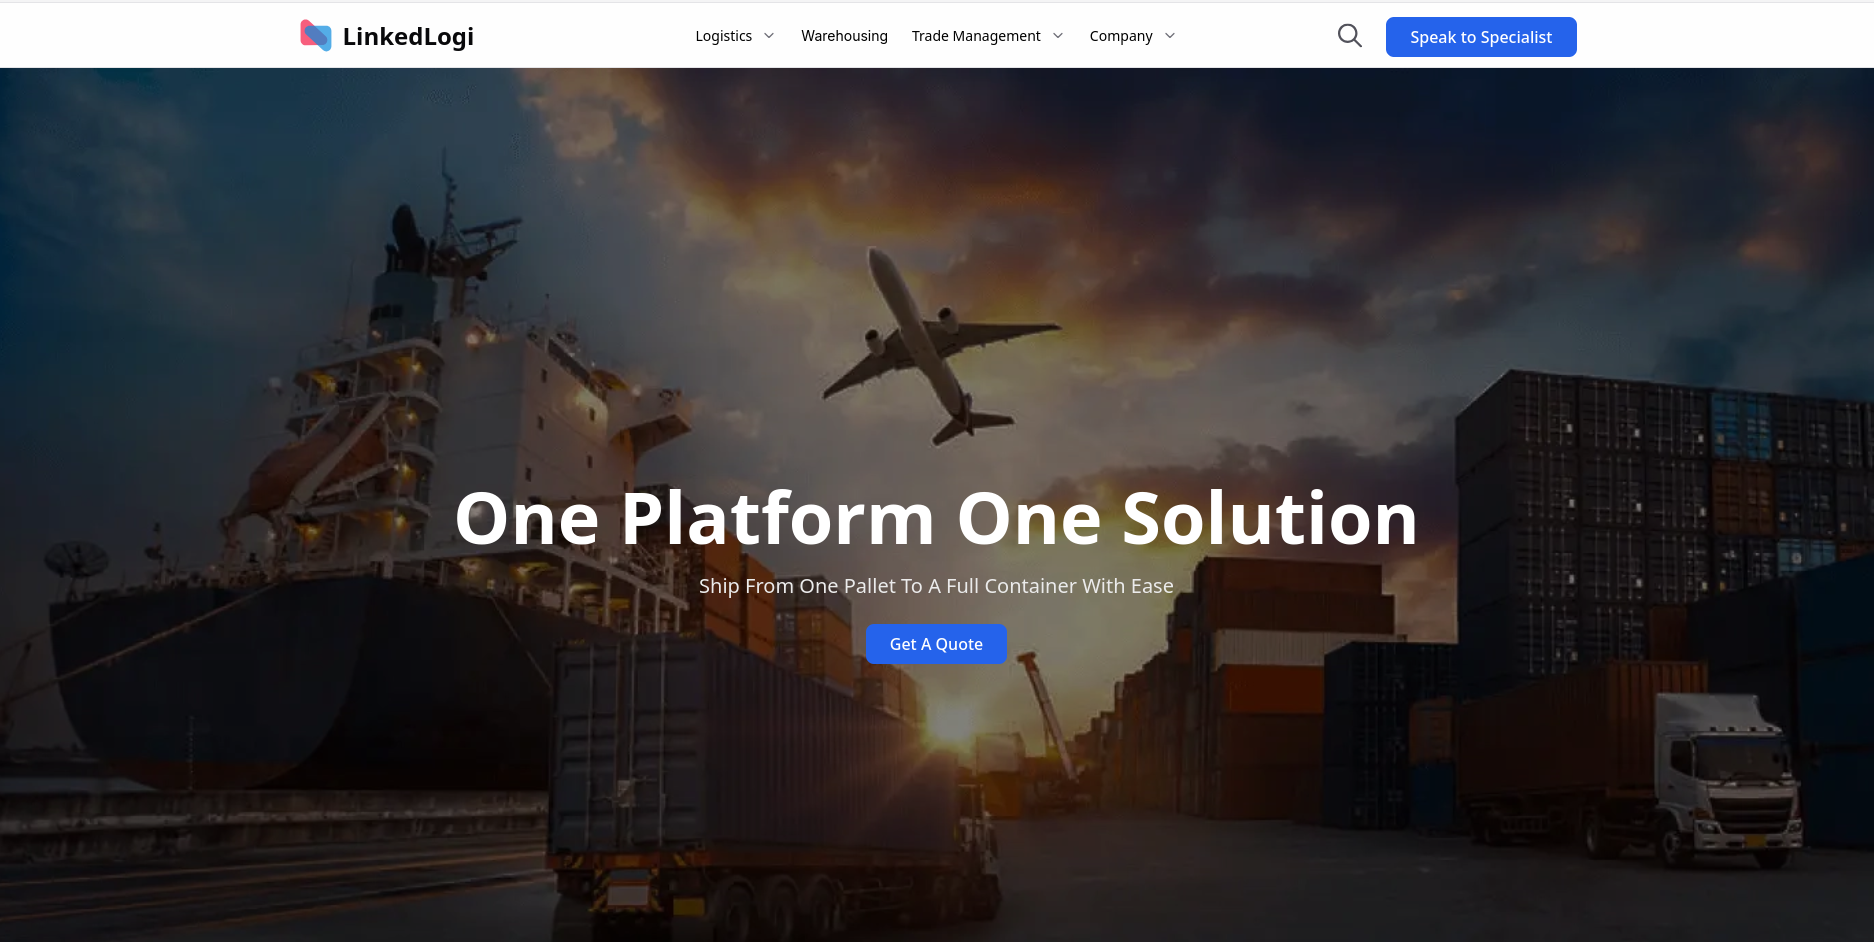 LinkedLogi
Logistics
Warehousing
Trade Management
Company
Speak to Specialist
One Platform One Solution
Ship From One Pallet To A Full Container With Ease
Get A Quote